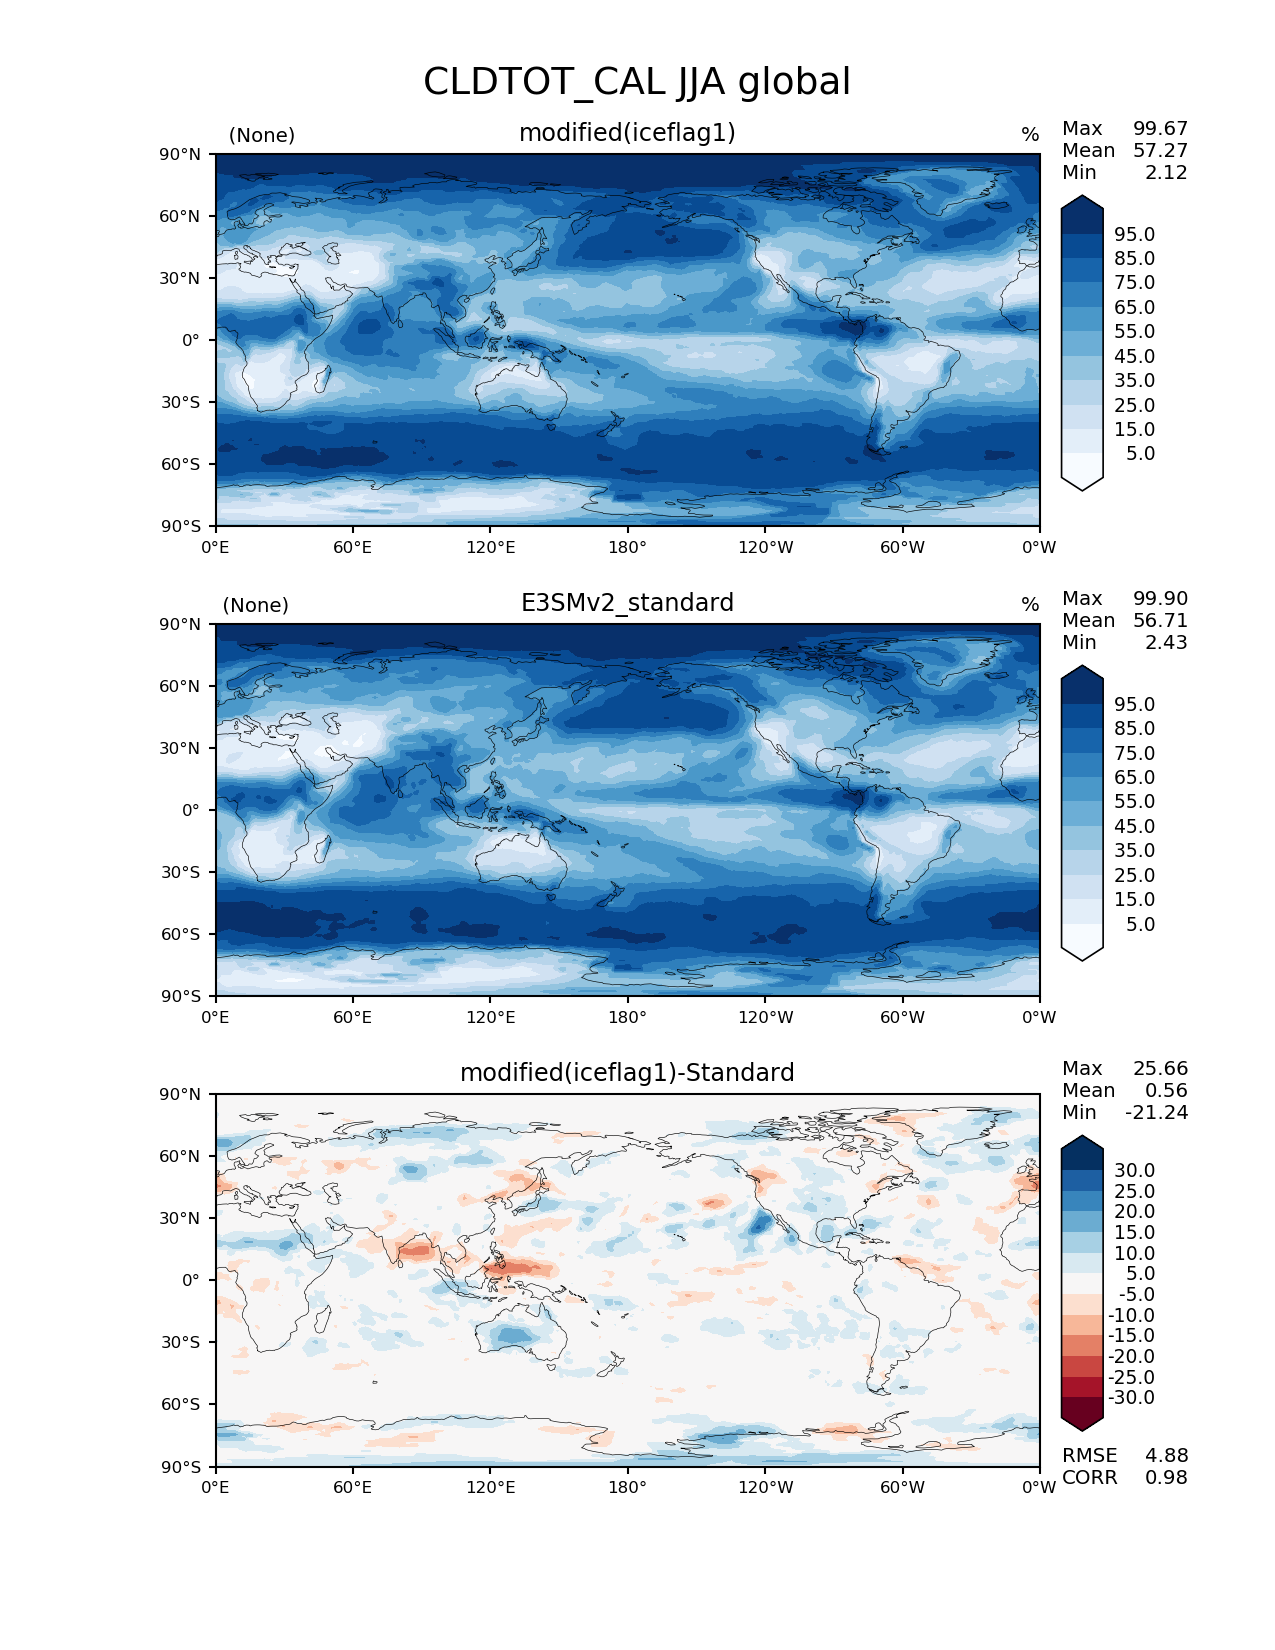 CLDTOT_CAL JJA global
(None) modified(iceflag1) %
Max 99.67
Mean 57.27
Min 2.12
90°N
60°N
30°N
0°
30°S
60°S
90°S
0°E 60°E 120°E 180° 120°W 60°W 0°W
95.0
85.0
75.0
65.0
55.0
45.0
35.0
25.0
15.0
5.0
(None) E3SMv2_standard %
Max 99.90
Mean 56.71
Min 2.43
90°N
60°N
30°N
0°
30°S
60°S
90°S
0°E 60°E 120°E 180° 120°W 60°W 0°W
95.0
85.0
75.0
65.0
55.0
45.0
35.0
25.0
15.0
5.0
modified(iceflag1)-Standard
Max 25.66
Mean 0.56
Min -21.24
90°N
60°N
30°N
0°
30°S
60°S
90°S
0°E 60°E 120°E 180° 120°W 60°W 0°W
30.0
25.0
20.0
15.0
10.0
5.0
-5.0
-10.0
-15.0
-20.0
-25.0
-30.0
RMSE 4.88
CORR 0.98